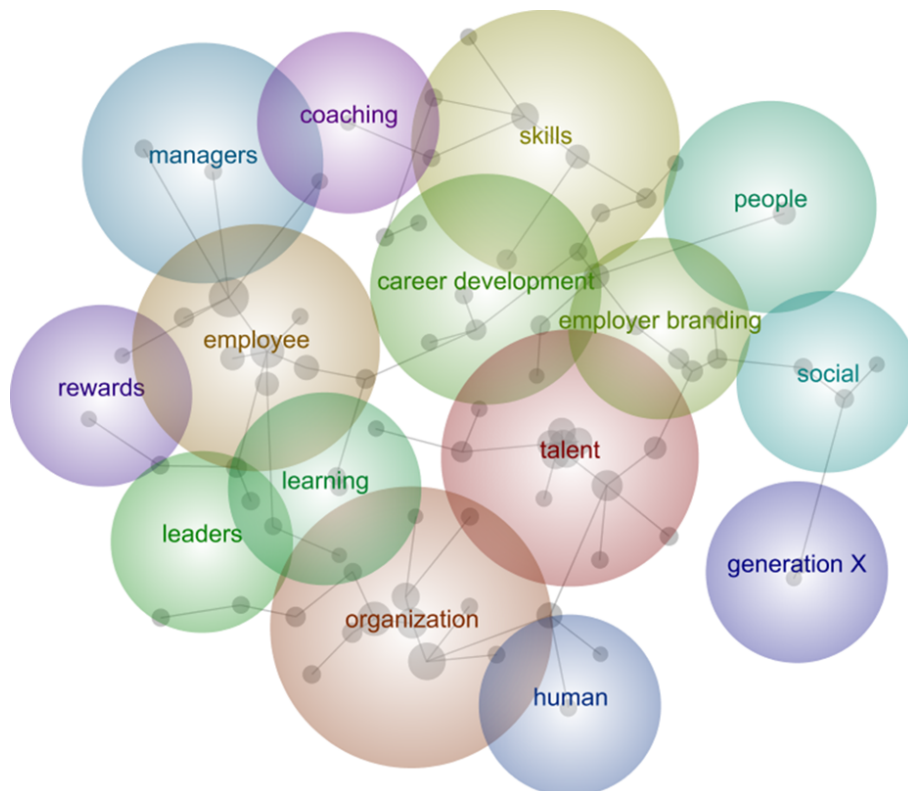 coaching
skills
managers
people
career development
employer branding
employee
social
rewards
talent
learning
leaders
generation X
organization
human